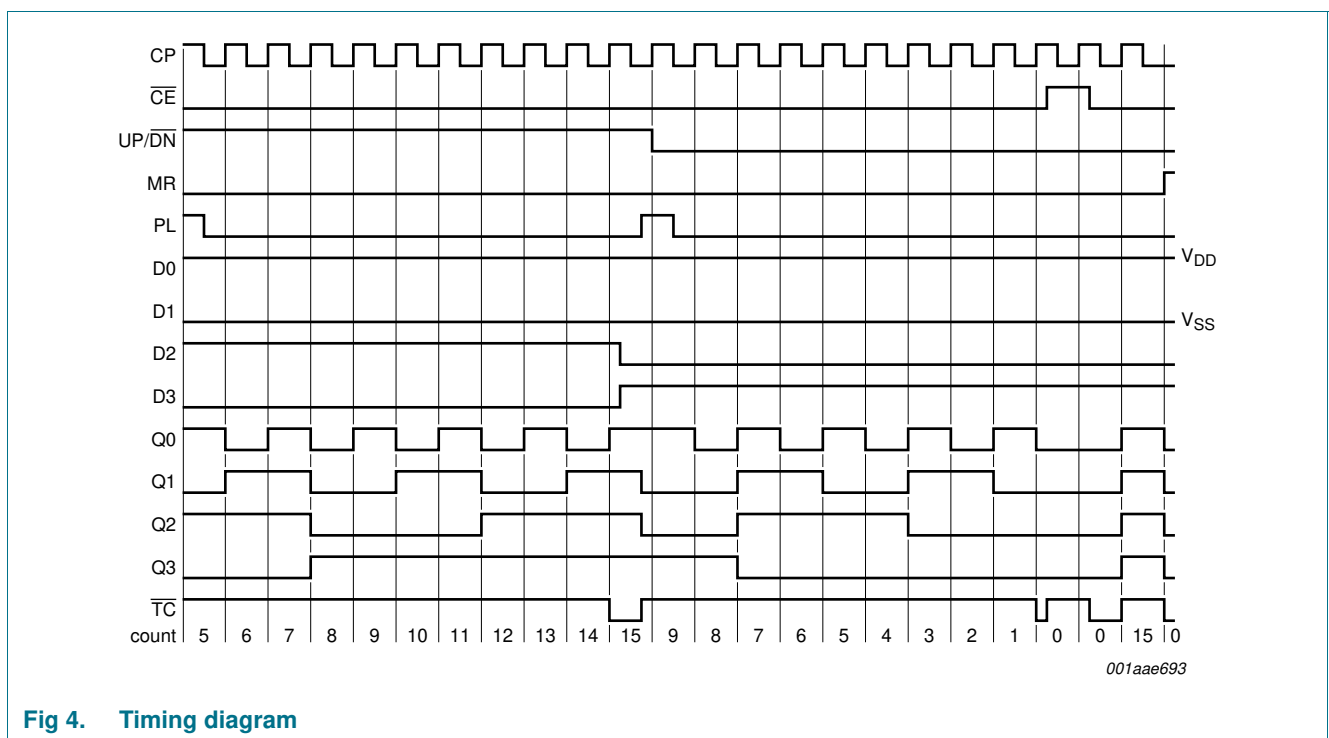 CP
CE
UP/DN
MR
PL
D0
VDD
D1
VSS
D2
D3
Q0
Q1
Q2
Q3
TC
count 5 6 7 8 9 10 11 12 13 14 15 9 8 7 6 5 4 3 2 1 0 0 15 0
001aae693
Fig 4. Timing diagram